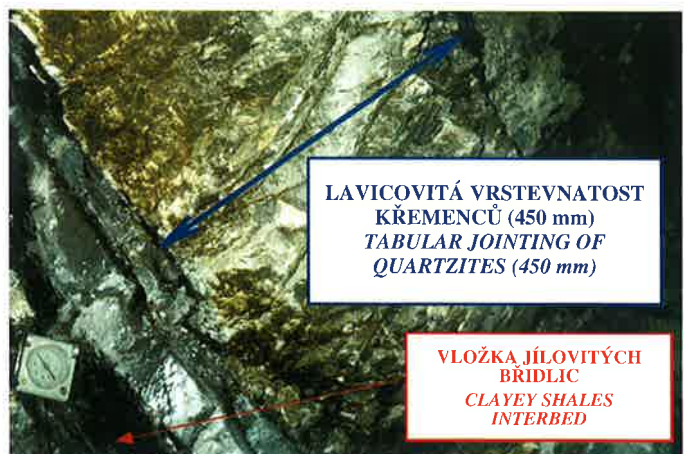 LAVICOVITÁ VRSTEVNATOST
KŘEMENCŮ (450 mm)
TABULAR JOINTING OF
QUARTZITES (450 mm)
VLOŽKA JÍLOVITÝCH
BŘIDLIC
CLAYEY SHALES
INTERBED